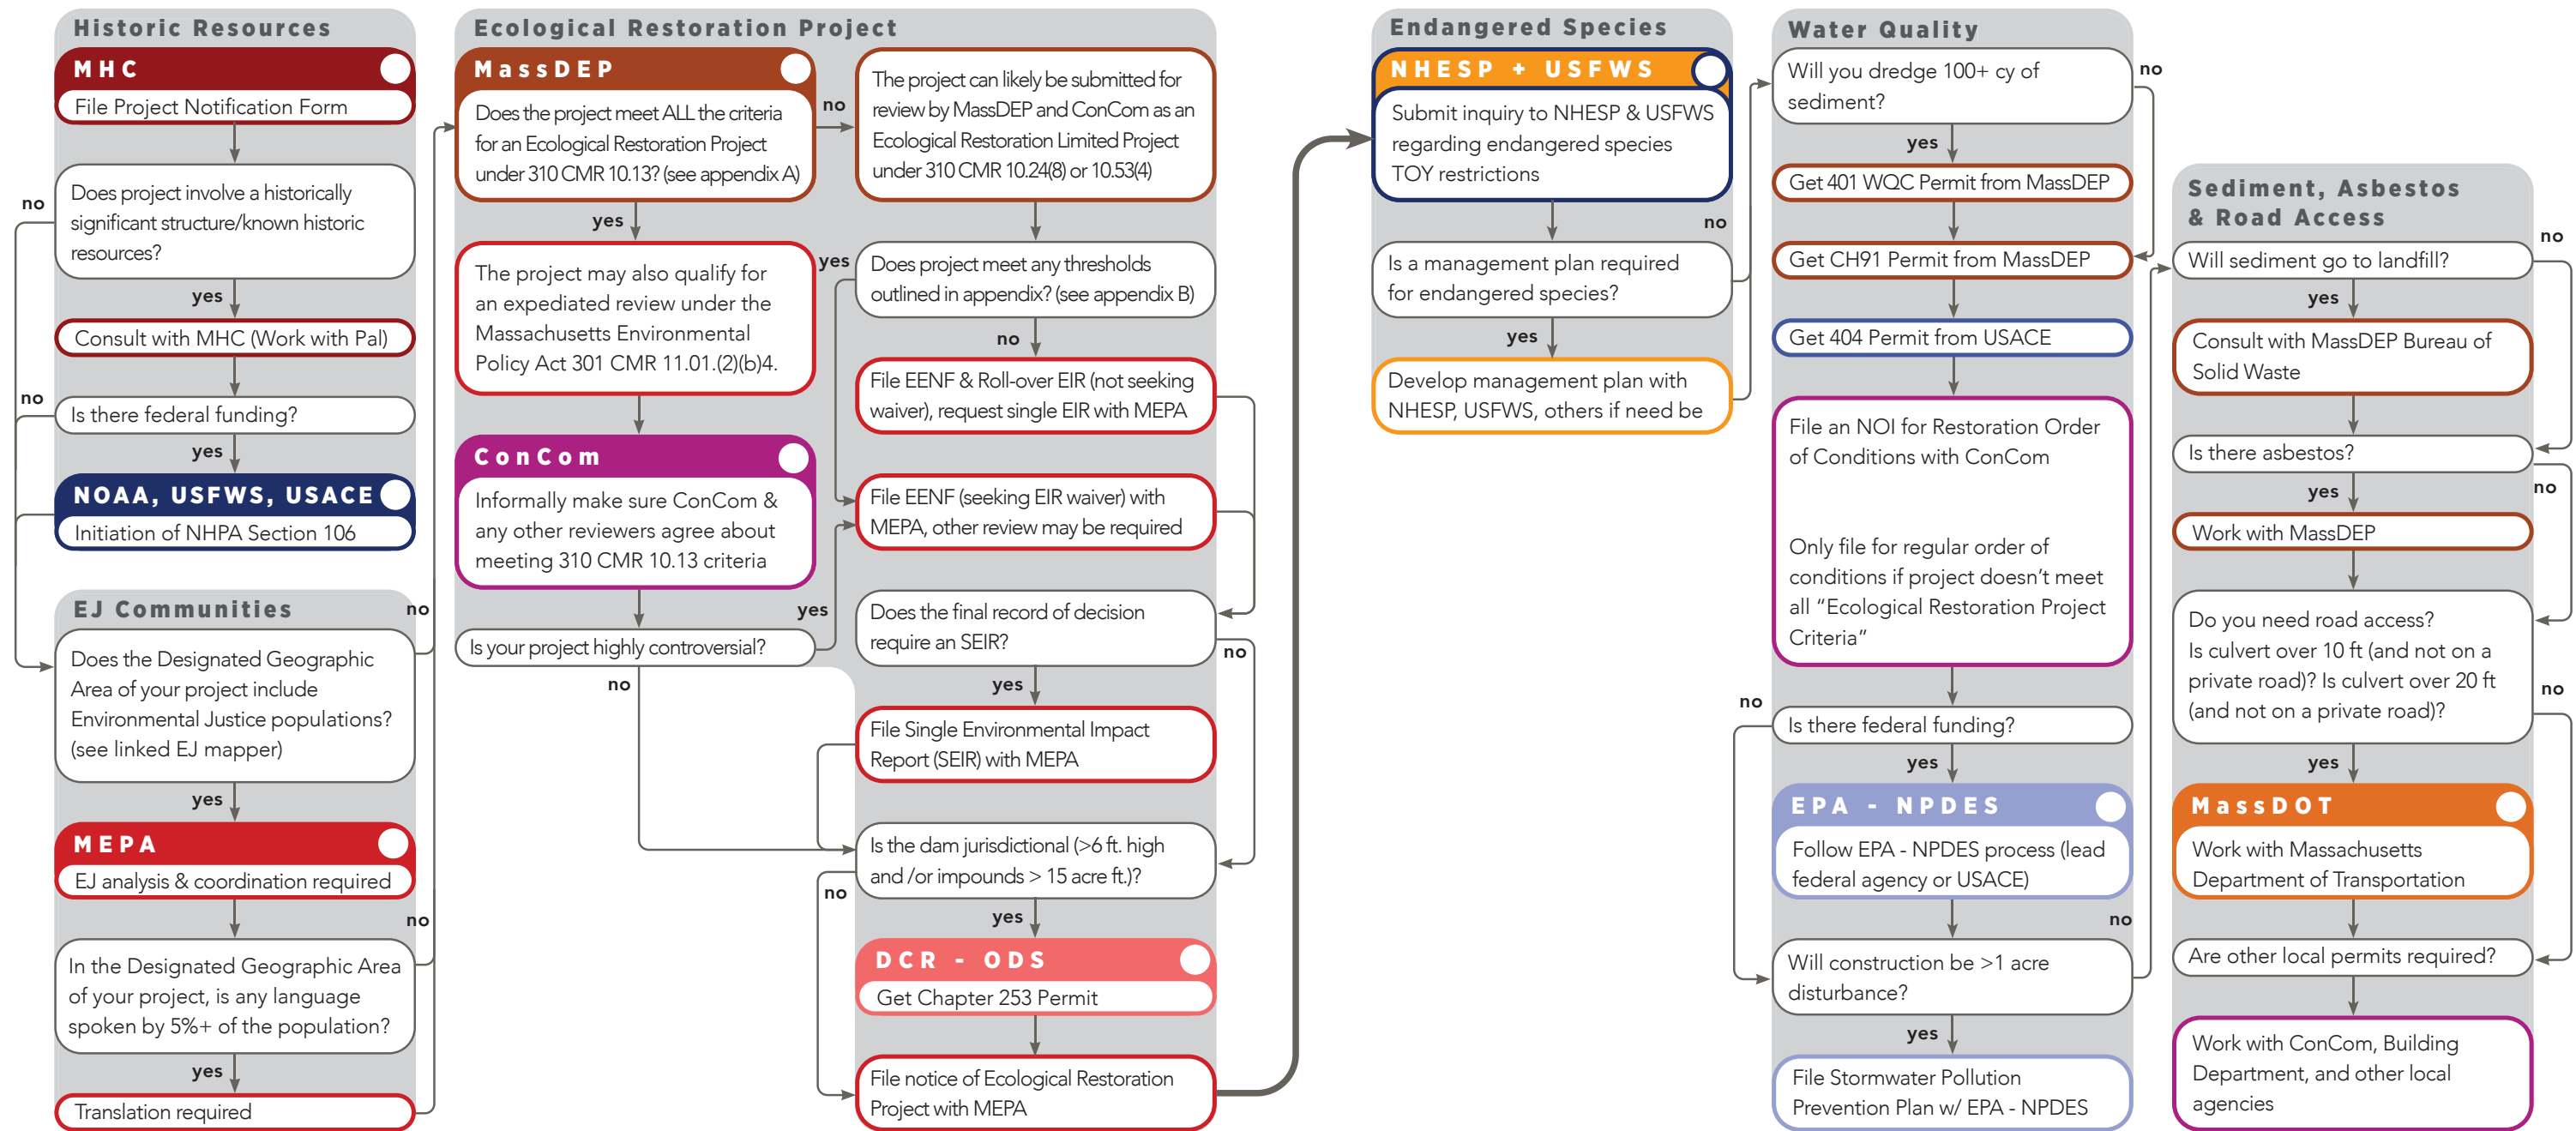 Historic Resources
MHC
File Project Notification Form
Does project involve a historically
significant structure/known historic
resources?
no
yes
Consult with MHC (Work with Pal)
no
Is there federal funding?
yes
NOAA, USFWS, USACE
Initiation of NHPA Section 106
EJ Communities
no
Does the Designated Geographic
Area of your project include
Environmental Justice populations?
(see linked EJ mapper)
yes
MEPA
EJ analysis & coordination required
no
In the Designated Geographic Area
of your project, is any language
spoken by 5%+ of the population?
yes
Translation required
Ecological Restoration Project
MassDEP
Does the project meet ALL the criteria
for an Ecological Restoration Project
under 310 CMR 10.13? (see appendix A)
no
yes
The project may also qualify for
an expediated review under the
Massachusetts Environmental
Policy Act 301 CMR 11.01.(2)(b)4.
ConCom
Informally make sure ConCom &
any other reviewers agree about
meeting 310 CMR 10.13 criteria
yes
Is your project highly controversial?
no
The project can likely be submitted for
review by MassDEP and ConCom as an
Ecological Restoration Limited Project
under 310 CMR 10.24(8) or 10.53(4)
yes
Does project meet any thresholds
outlined in appendix? (see appendix B)
no
File EENF & Roll-over EIR (not seeking
waiver), request single EIR with MEPA
File EENF (seeking EIR waiver) with
MEPA, other review may be required
Does the final record of decision
require an SEIR?
no
yes
File Single Environmental Impact
Report (SEIR) with MEPA
Is the dam jurisdictional (>6 ft. high
and /or impounds > 15 acre ft.)?
no
yes
DCR - ODS
Get Chapter 253 Permit
File notice of Ecological Restoration
Project with MEPA
Endangered Species
NHESP + USFWS
Submit inquiry to NHESP & USFWS
regarding endangered species
TOY restrictions
no
Is a management plan required
for endangered species?
yes
Develop management plan with
NHESP, USFWS, others if need be
Water Quality
Will you dredge 100+ cy of
sediment?
no
yes
Get 401 WQC Permit from MassDEP
Get CH91 Permit from MassDEP
Get 404 Permit from USACE
File an NOI for Restoration Order
of Conditions with ConCom
Only file for regular order of
conditions if project doesn't meet
all "Ecological Restoration Project
Criteria"
no
Is there federal funding?
yes
EPA - NPDES
Follow EPA - NPDES process (lead
federal agency or USACE)
no
Will construction be >1 acre
disturbance?
yes
File Stormwater Pollution
Prevention Plan w/ EPA - NPDES
Sediment, Asbestos
& Road Access
no
Will sediment go to landfill?
yes
Consult with MassDEP Bureau of
Solid Waste
Is there asbestos?
no
yes
Work with MassDEP
Do you need road access?
Is culvert over 10 ft (and not on a
private road)? Is culvert over 20 ft
(and not on a private road)?
no
yes
MassDOT
Work with Massachusetts
Department of Transportation
Are other local permits required?
Work with ConCom, Building
Department, and other local
agencies